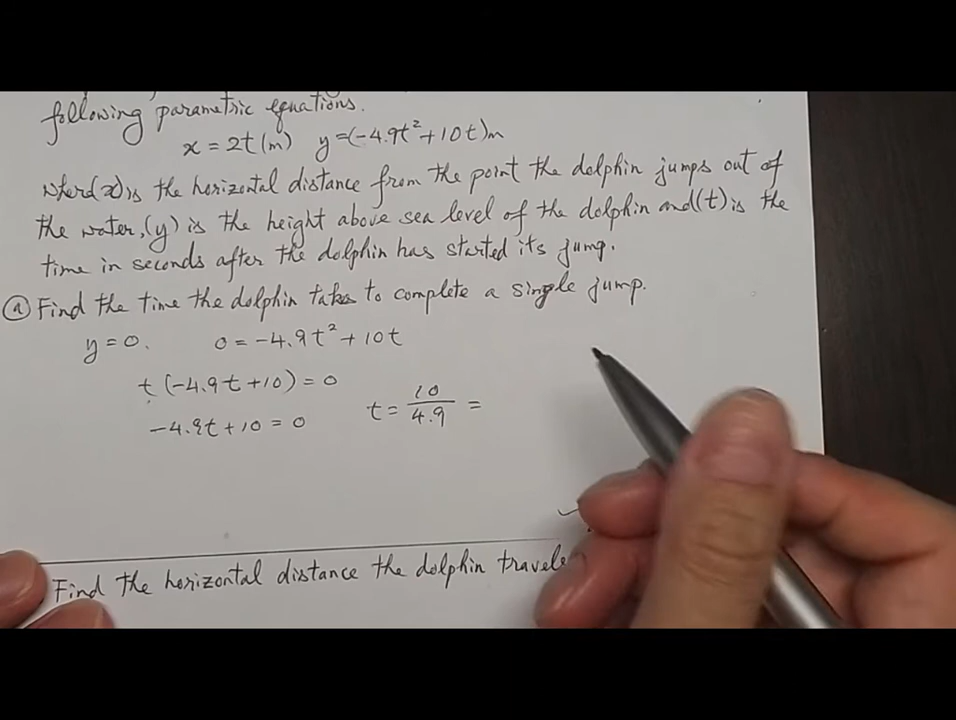 following parametric equations.
x = 2t (m) y=(-4.9t²+10t)m
wher(x)is the horizontal distance from the point the dolphin jumps out of
the water,(y) is the height above sea level of the dolphin and(t) is the
time in seconds after the dolphin has started its jump.
ⓐ Find the time the dolphin takes to complete a single jump.
y=0. 0 = -4.9t² + 10t
t(-4.9t+10) = 0
-4.9t+10 = 0 t = 10/4.9 =
Find the horizontal distance the dolphin travele